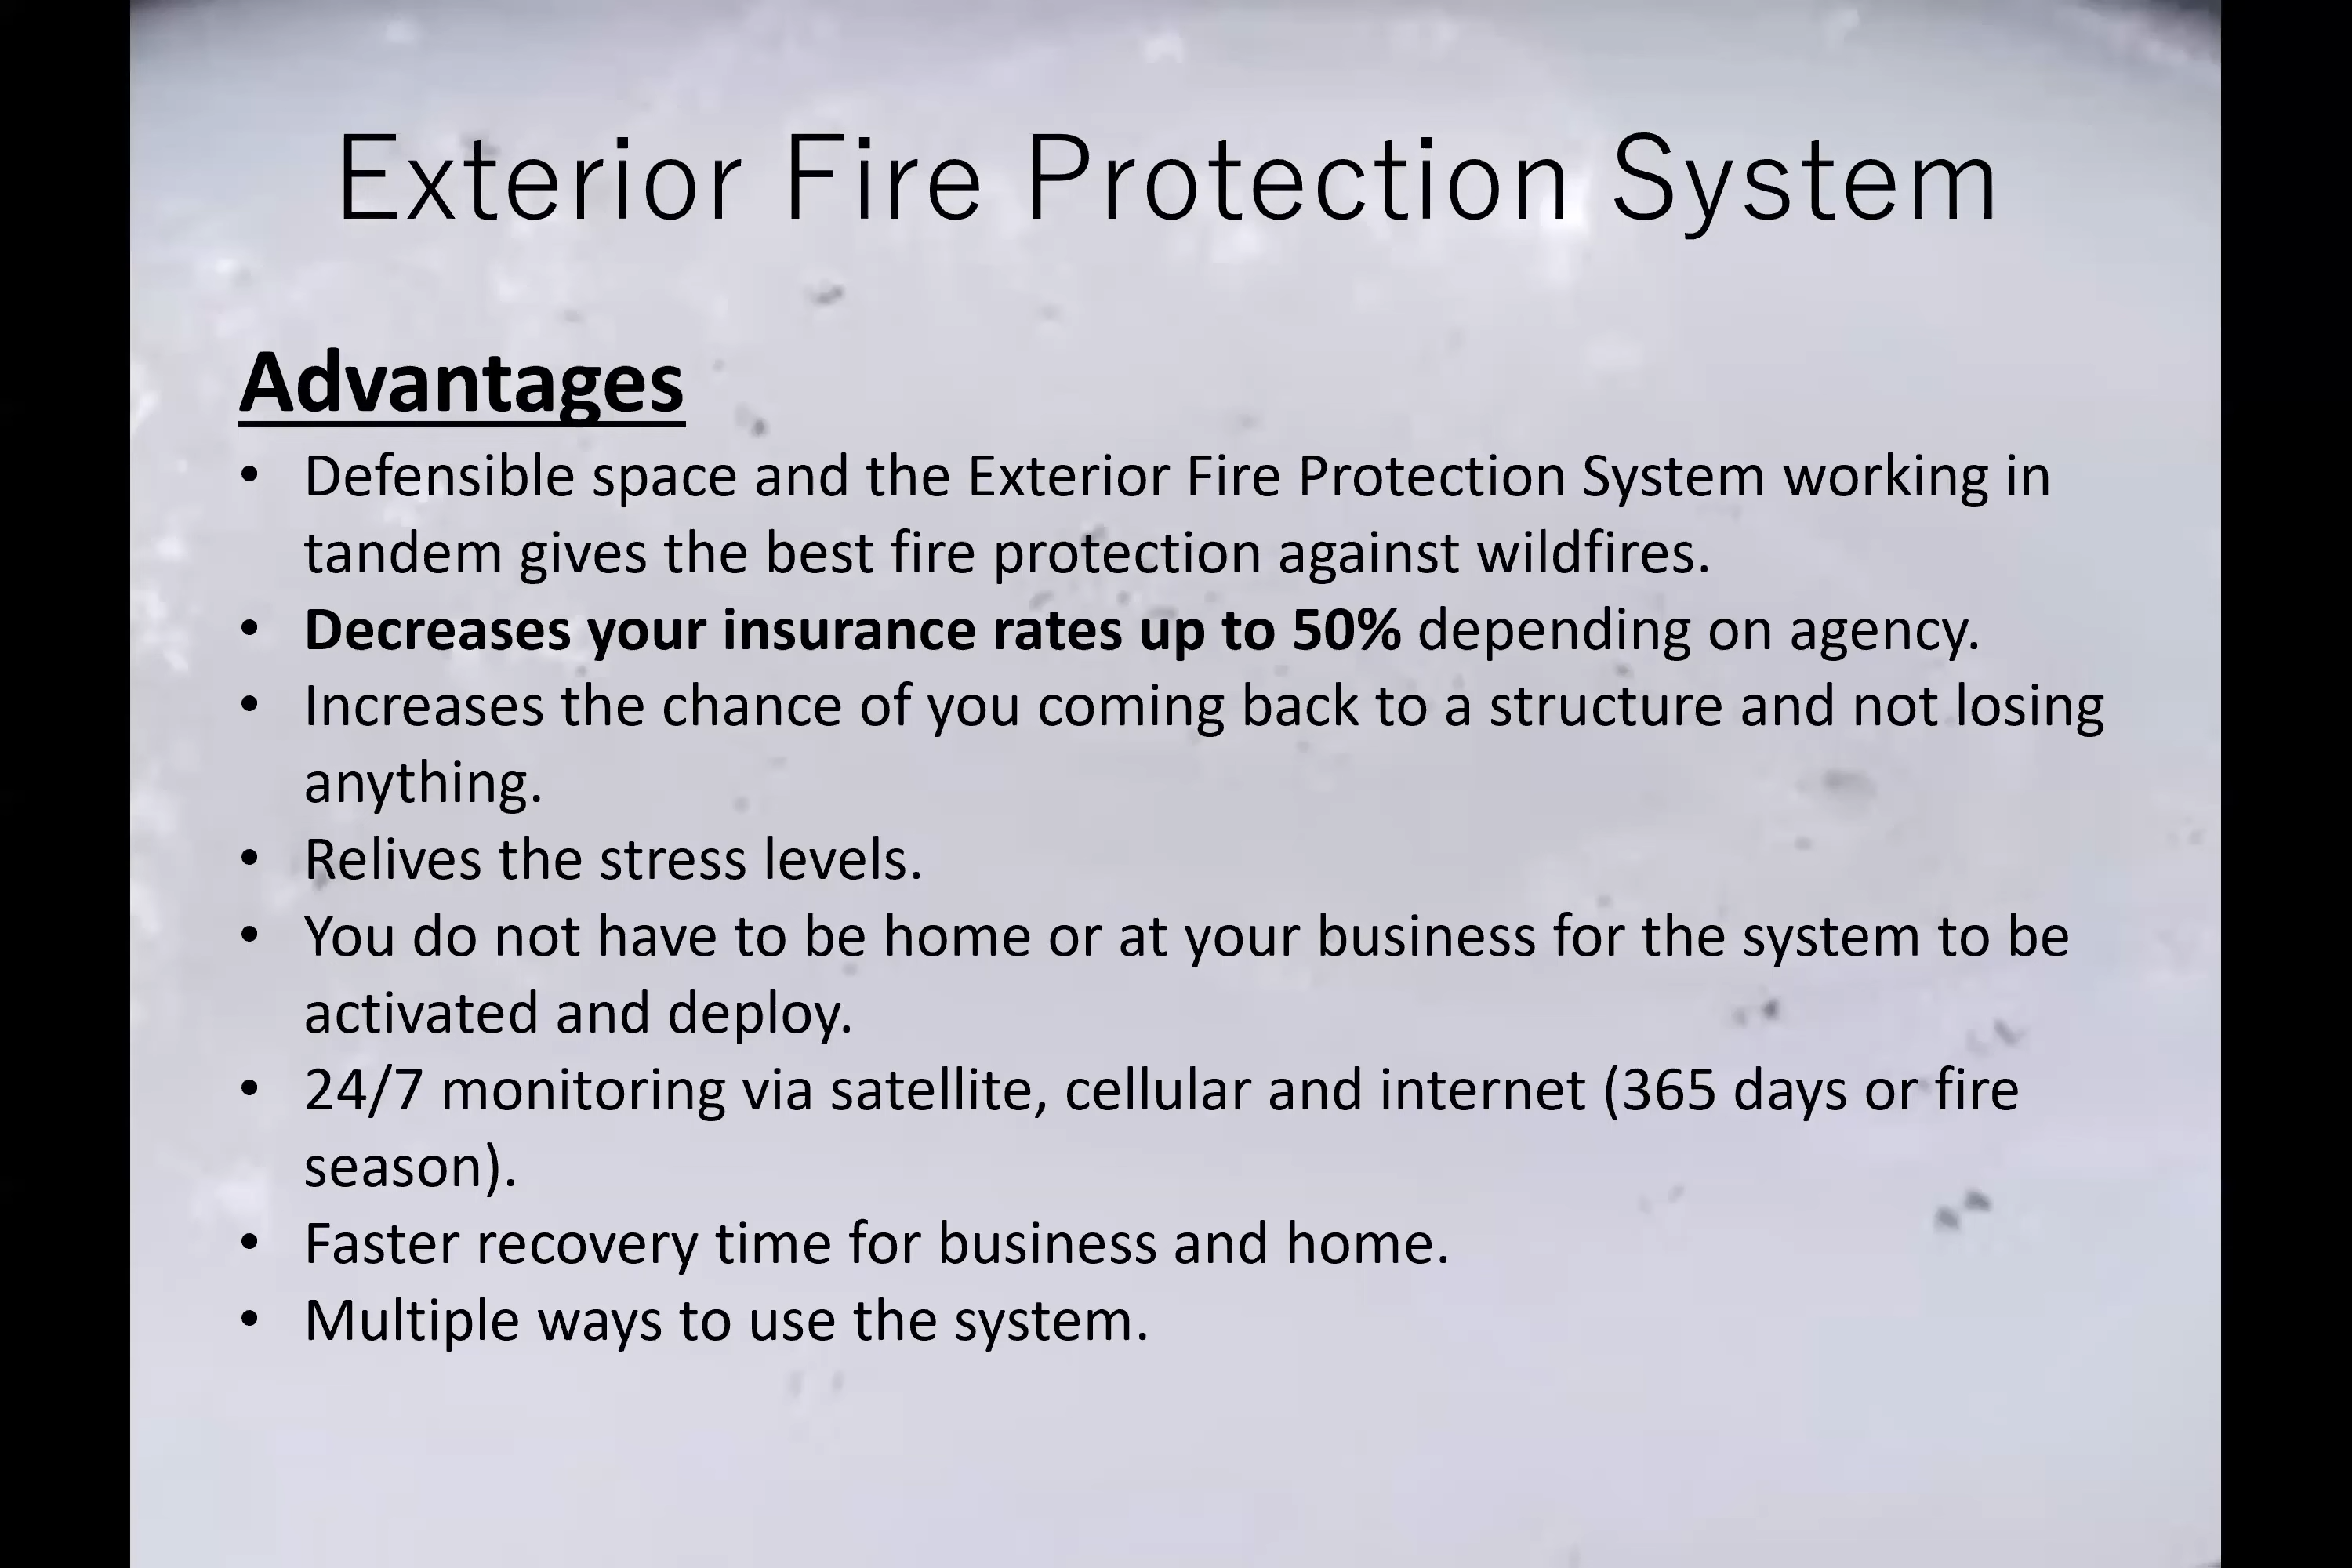 Exterior Fire Protection System
Advantages
• Defensible space and the Exterior Fire Protection System working in
tandem gives the best fire protection against wildfires.
• Decreases your insurance rates up to 50% depending on agency.
• Increases the chance of you coming back to a structure and not losing
anything.
• Relives the stress levels.
• You do not have to be home or at your business for the system to be
activated and deploy.
• 24/7 monitoring via satellite, cellular and internet (365 days or fire
season).
• Faster recovery time for business and home.
• Multiple ways to use the system.